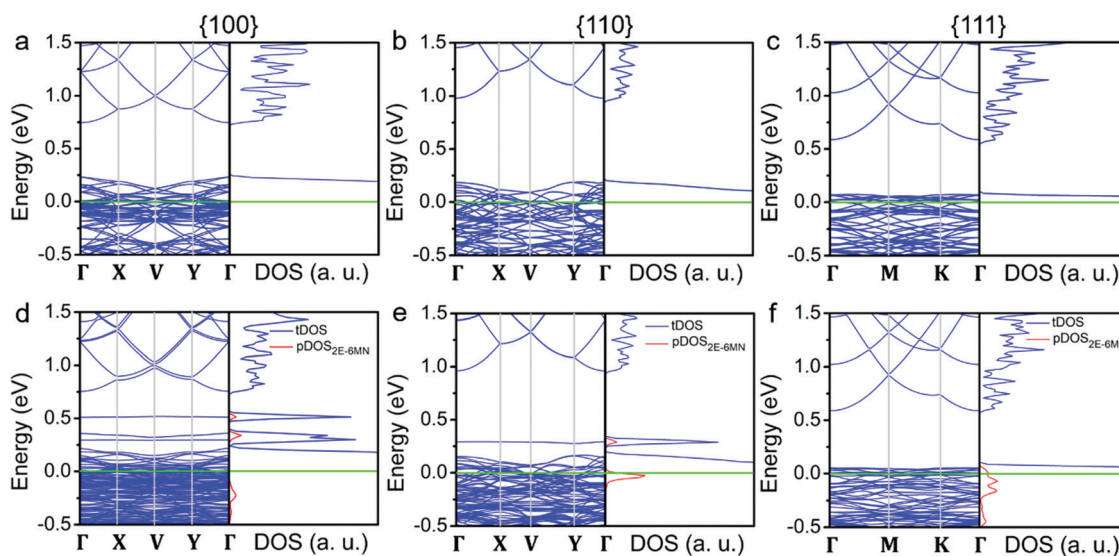 {100} {110} {111}
a b c
1.5 1.5 1.5
1.0 1.0 1.0
0.5 0.5 0.5
0.0 0.0 0.0
-0.5 -0.5 -0.5
Energy (eV) Energy (eV) Energy (eV)
Γ X V Y Γ DOS (a. u.) Γ X V Y Γ DOS (a. u.) Γ M K Γ DOS (a. u.)
d e f
1.5 1.5 1.5
tDOS tDOS tDOS
pDOS2E-6MN pDOS2E-6MN pDOS2E-6M
1.0 1.0 1.0
0.5 0.5 0.5
0.0 0.0 0.0
-0.5 -0.5 -0.5
Energy (eV) Energy (eV) Energy (eV)
Γ X V Y Γ DOS (a. u.) Γ X V Y Γ DOS (a. u.) Γ M K Γ DOS (a. u.)